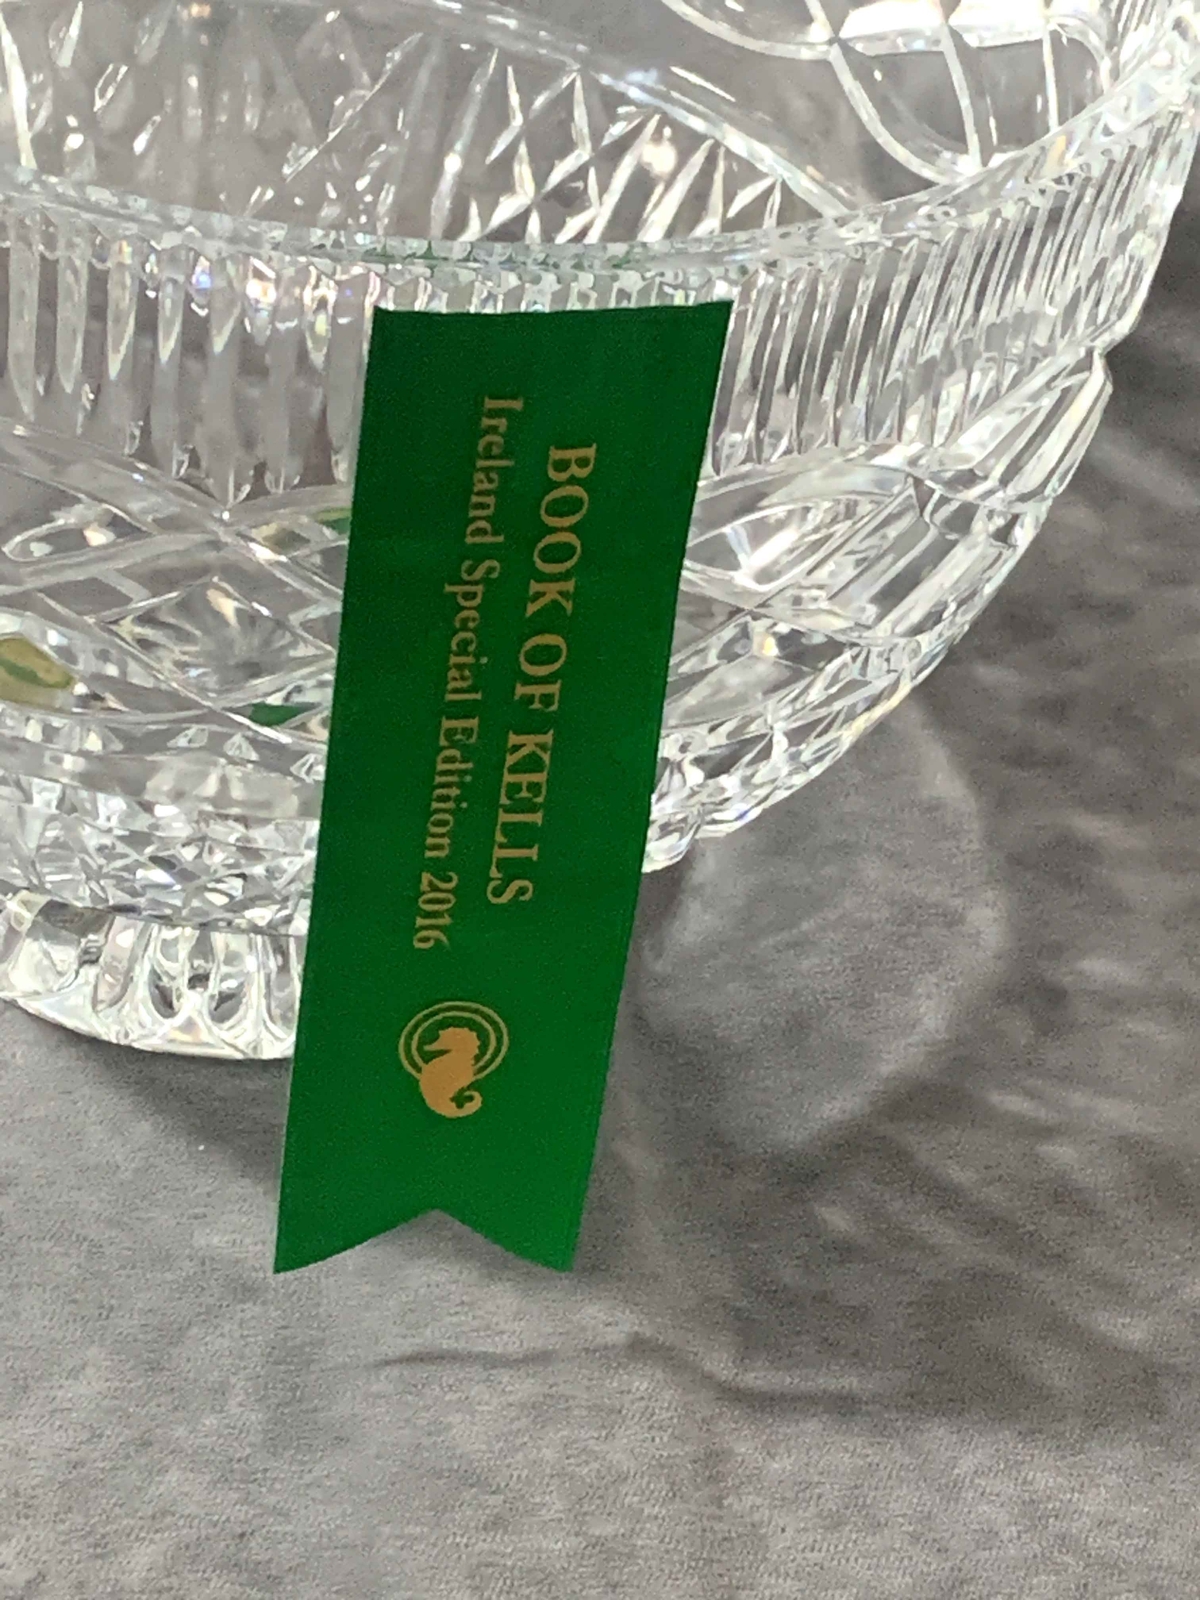 BOOK OF KELLS
Ireland Special Edition 2016